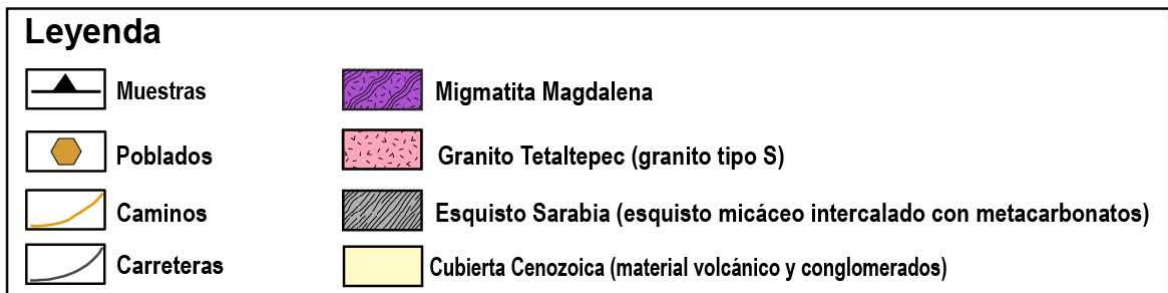 Leyenda
Muestras
Migmatita Magdalena
Poblados
Granito Tetaltepec (granito tipo S)
Caminos
Esquisto Sarabia (esquisto micáceo intercalado con metacarbonatos)
Carreteras
Cubierta Cenozoica (material volcánico y conglomerados)